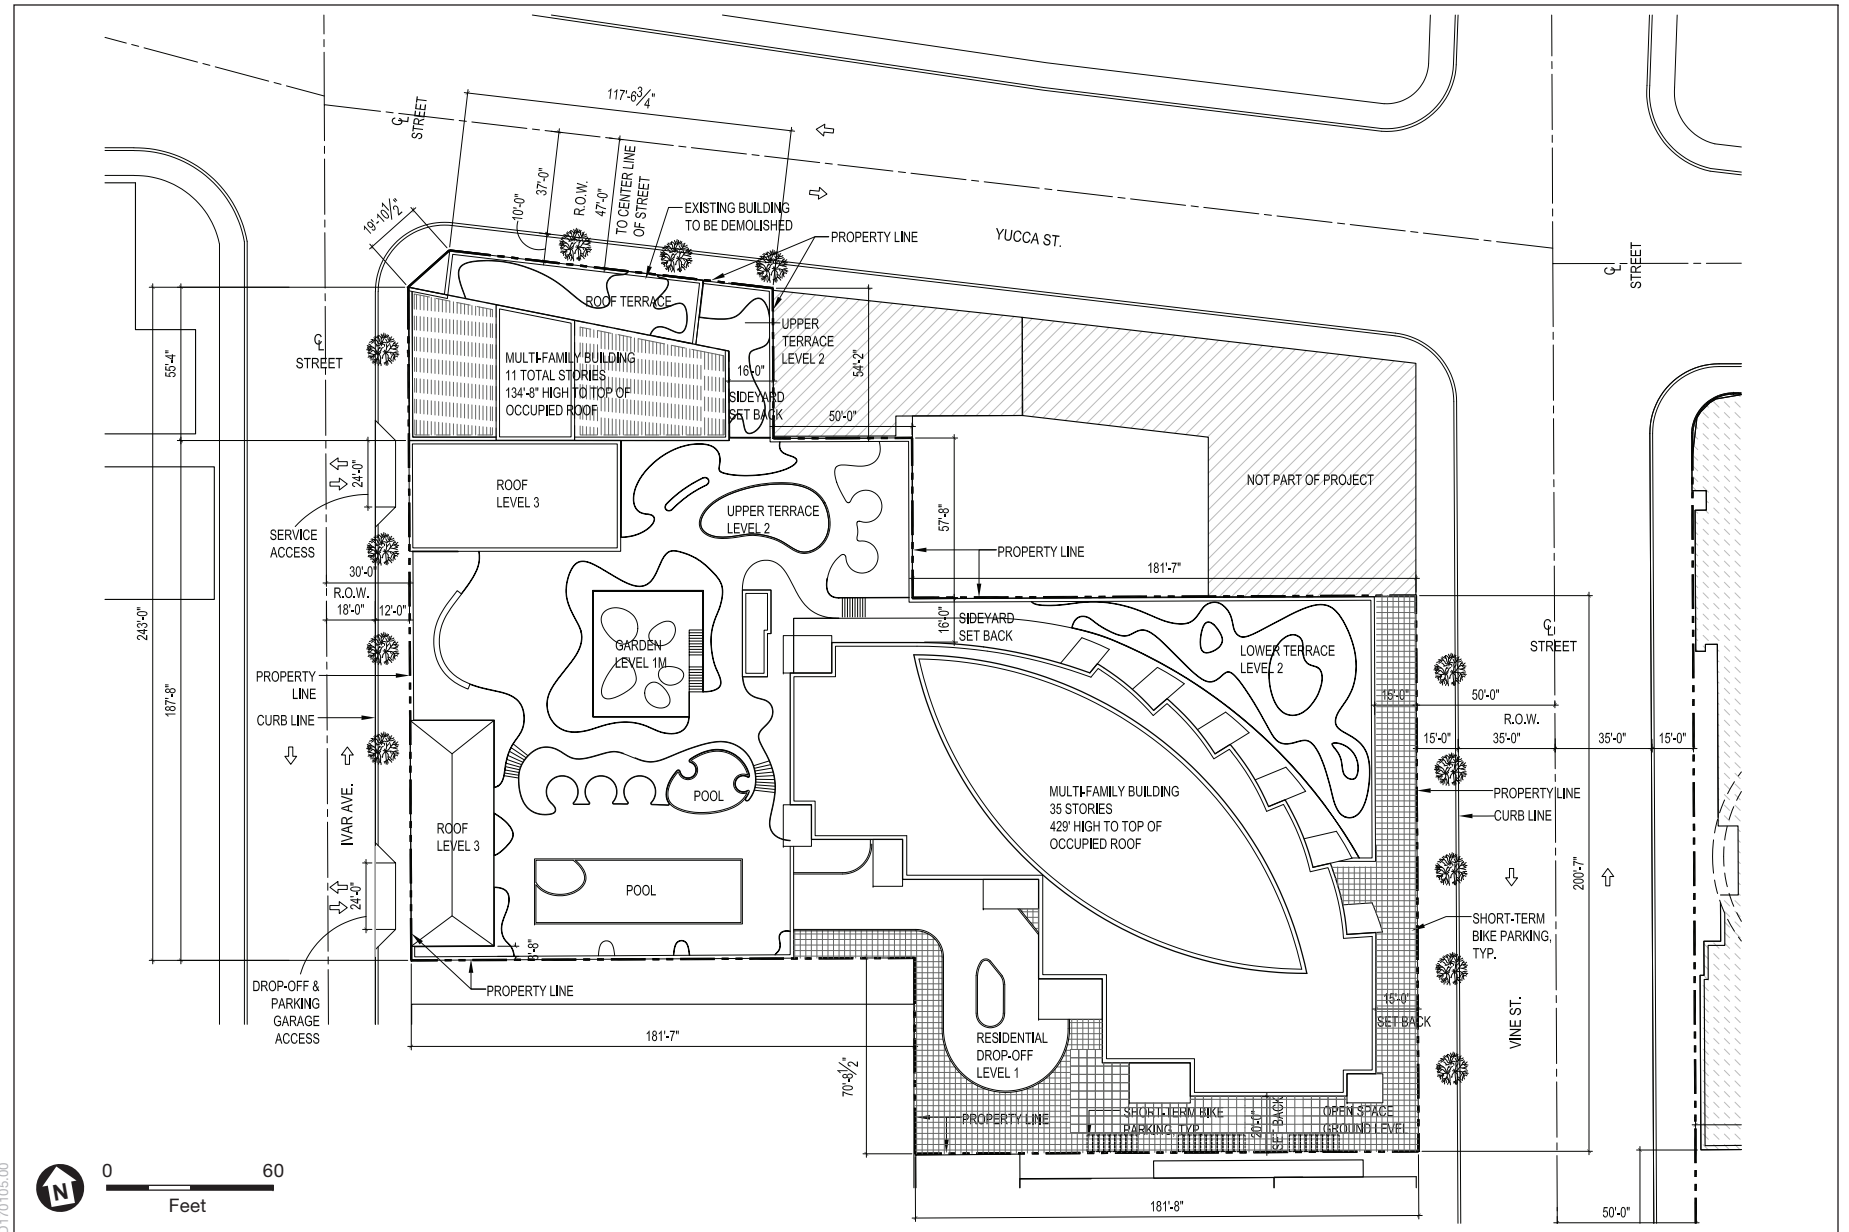 117'-6 3/4"
℄
STREET
19'-10 1/2"
10'-0"
37'-0"
R.O.W.
47'-0"
TO CENTER LINE
OF STREET
EXISTING BUILDING
TO BE DEMOLISHED
PROPERTY LINE
YUCCA ST.
℄
STREET
ROOF TERRACE
UPPER
TERRACE
LEVEL 2
℄
STREET
55'-4"
MULTI-FAMILY BUILDING
11 TOTAL STORIES
134'-8" HIGH TO TOP OF
OCCUPIED ROOF
16'-0"
SIDEYARD
SET BACK
54'-2"
50'-0"
24'-0"
ROOF
LEVEL 3
UPPER TERRACE
LEVEL 2
NOT PART OF PROJECT
57'-8"
SERVICE
ACCESS
PROPERTY LINE
181'-7"
30'-0"
R.O.W.
18'-0"
12'-0"
243'-0"
187'-8"
16'-0"
SIDEYARD
SET BACK
GARDEN
LEVEL 1M
LOWER TERRACE
LEVEL 2
℄
STREET
PROPERTY
LINE
CURB LINE
15'-0"
50'-0"
R.O.W.
15'-0"
35'-0"
35'-0"
15'-0"
IVAR AVE.
POOL
MULTI-FAMILY BUILDING
35 STORIES
429' HIGH TO TOP OF
OCCUPIED ROOF
PROPERTY LINE
CURB LINE
ROOF
LEVEL 3
24'-0"
POOL
200'-7"
SHORT-TERM
BIKE PARKING,
TYP.
DROP-OFF &
PARKING
GARAGE
ACCESS
PROPERTY LINE
15'-0"
SET BACK
VINE ST.
181'-7"
RESIDENTIAL
DROP-OFF
LEVEL 1
70'-8 1/2"
PROPERTY LINE
SHORT-TERM BIKE
PARKING, TYP.
20'-0"
SET BACK
OPEN SPACE
GROUND LEVEL
N
0
60
Feet
181'-8"
50'-0"